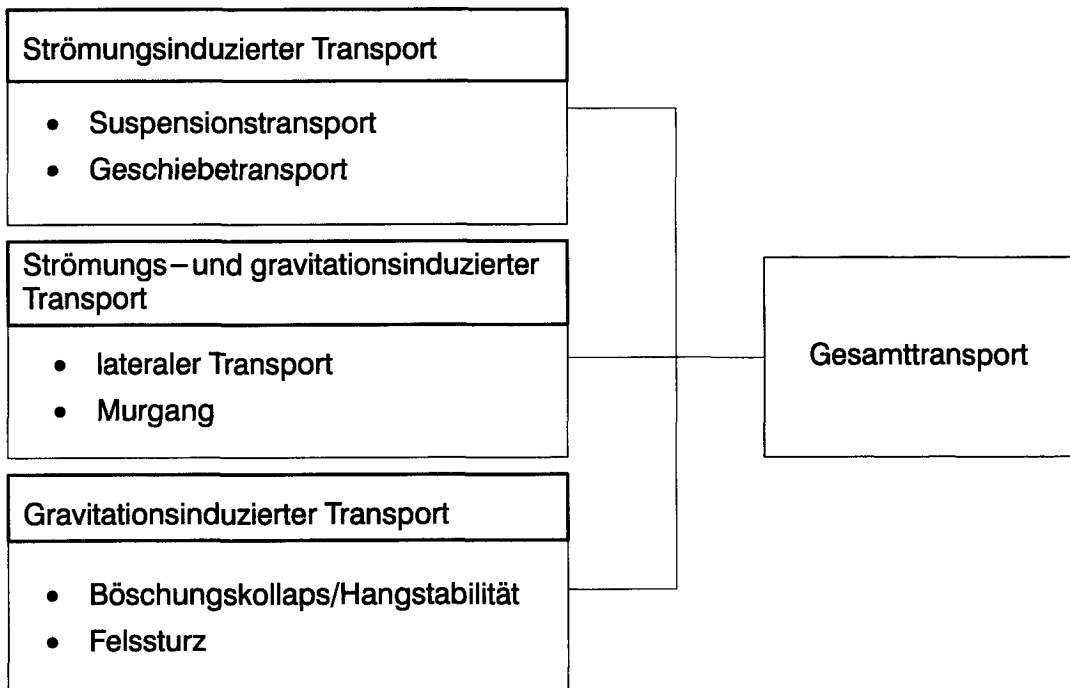 Strömungsinduzierter Transport
• Suspensionstransport
• Geschiebetransport
Strömungs–und gravitationsinduzierter
Transport
• lateraler Transport
• Murgang
Gesamttransport
Gravitationsinduzierter Transport
• Böschungskollaps/Hangstabilität
• Felssturz